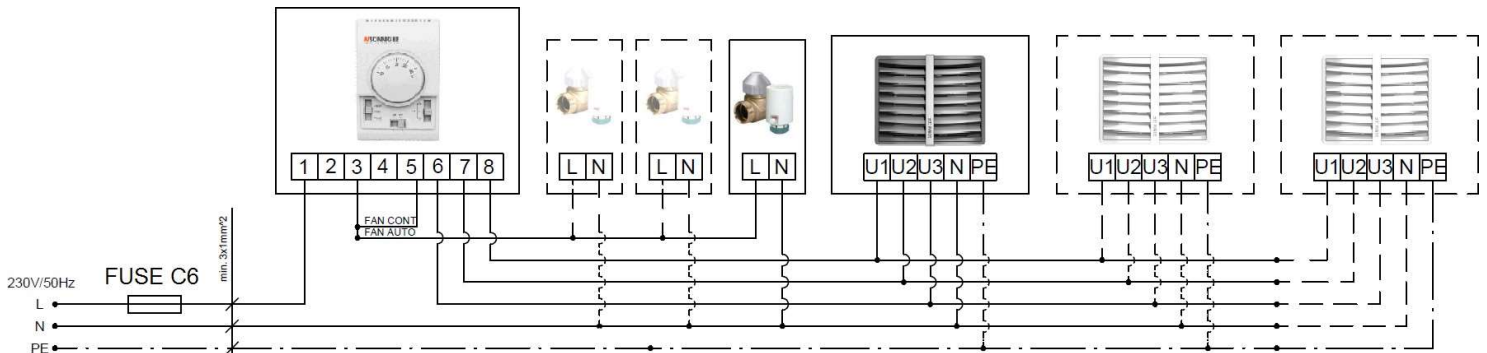 1 2 3 4 5 6 7 8
L N
L N
L N
U1 U2 U3 N PE
U1 U2 U3 N PE
U1 U2 U3 N PE
FAN CONT
FAN AUTO
min. 3x1mm^2
230V/50Hz
FUSE C6
L
N
PE